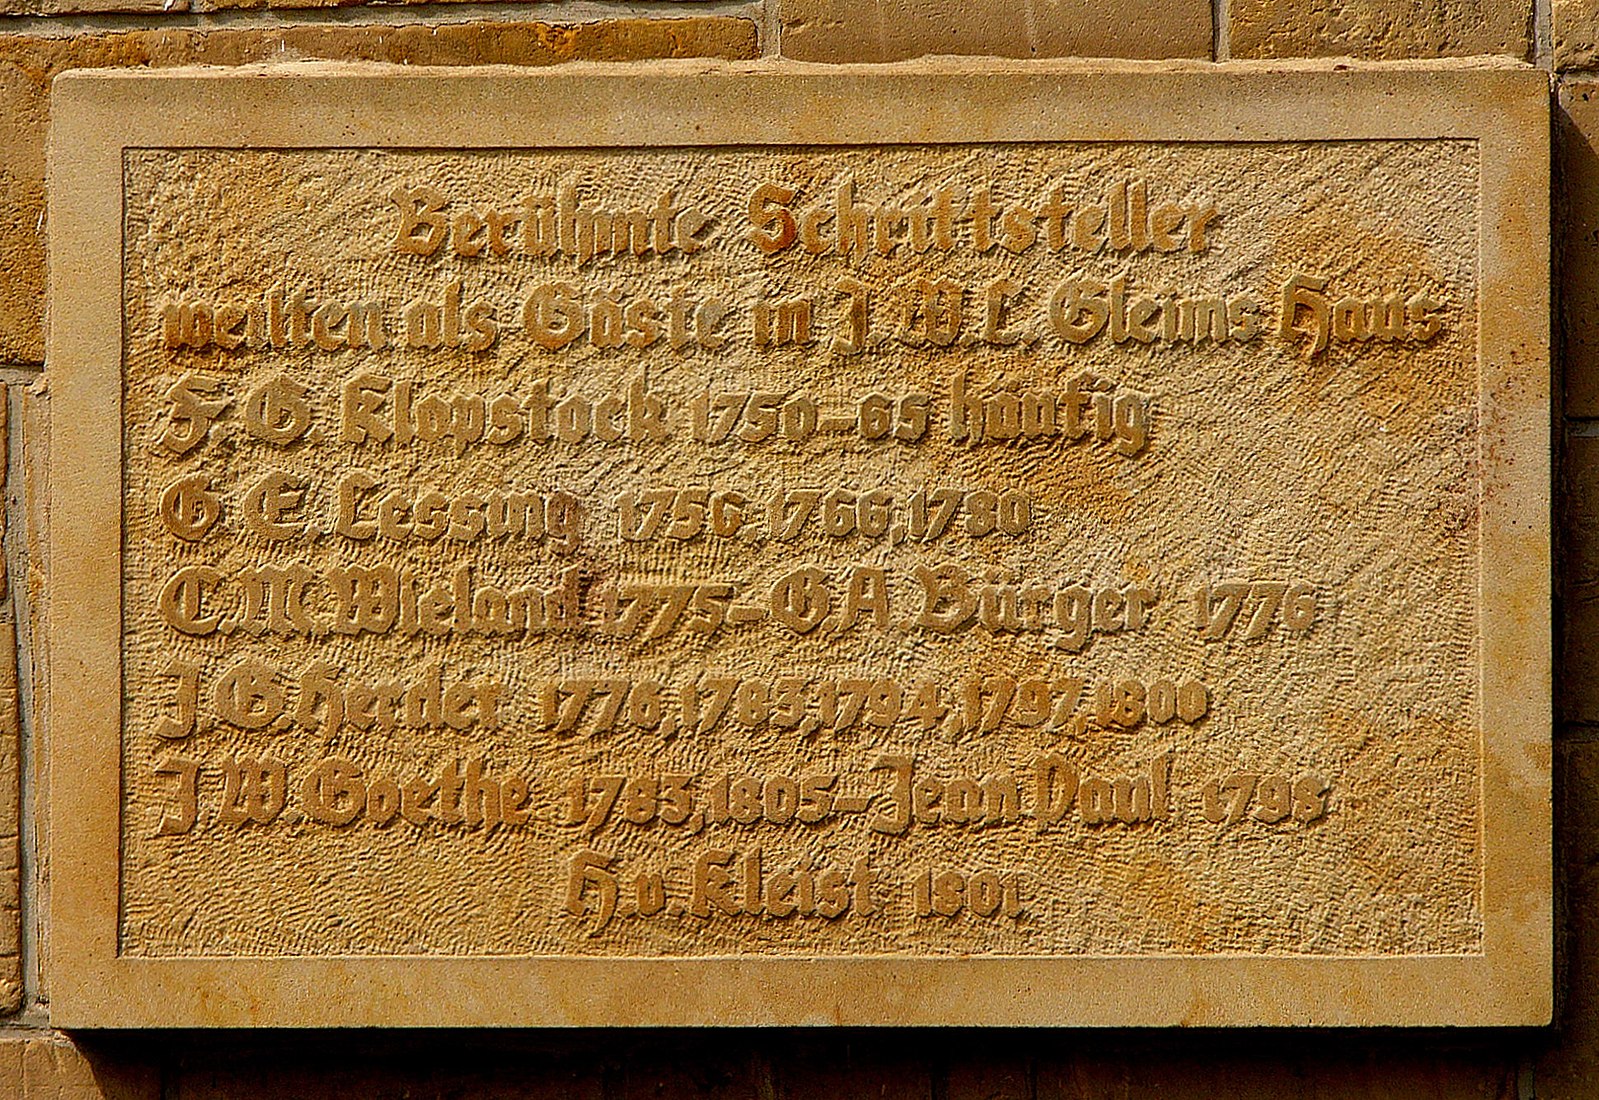 Berühmte Schriftsteller
weilten als Gäste in J. W. L. Gleims Haus
F. G. Klopstock 1750-65 häufig
G. E. Lessing 1756, 1766, 1780
C. M. Wieland 1775 - G. A. Bürger 1776
J. G. Herder 1776, 1783, 1794, 1797, 1800
J. W. Goethe 1783, 1805 - Jean Paul 1798
H. v. Kleist 1801